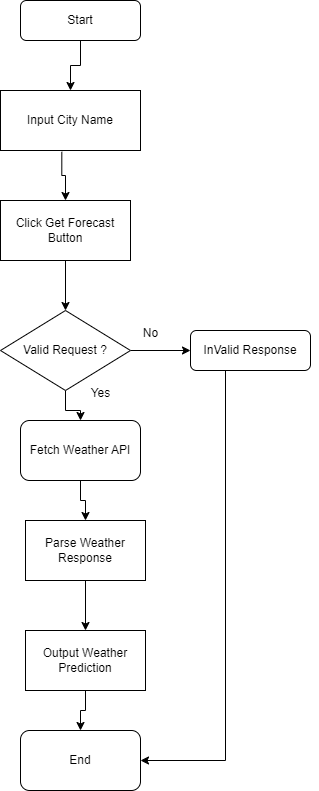 Start
Input City Name
Click Get Forecast
Button
Valid Request ?
No
InValid Response
Yes
Fetch Weather API
Parse Weather
Response
Output Weather
Prediction
End